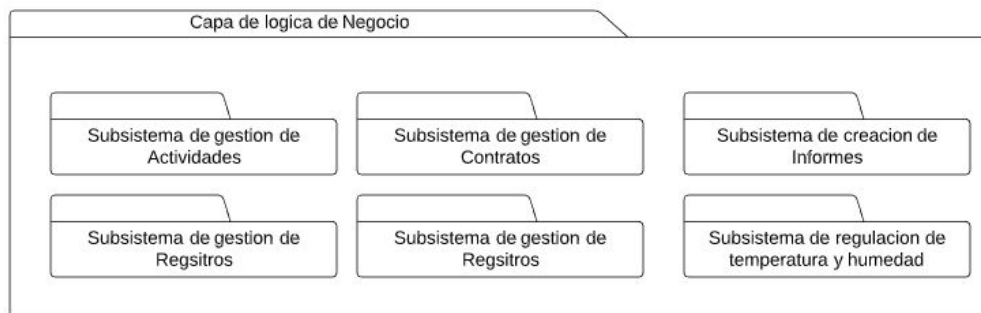 Capa de logica de Negocio
Subsistema de gestion de
Actividades
Subsistema de gestion de
Contratos
Subsistema de creacion de
Informes
Subsistema de gestion de
Regsitros
Subsistema de gestion de
Regsitros
Subsistema de regulacion de
temperatura y humedad